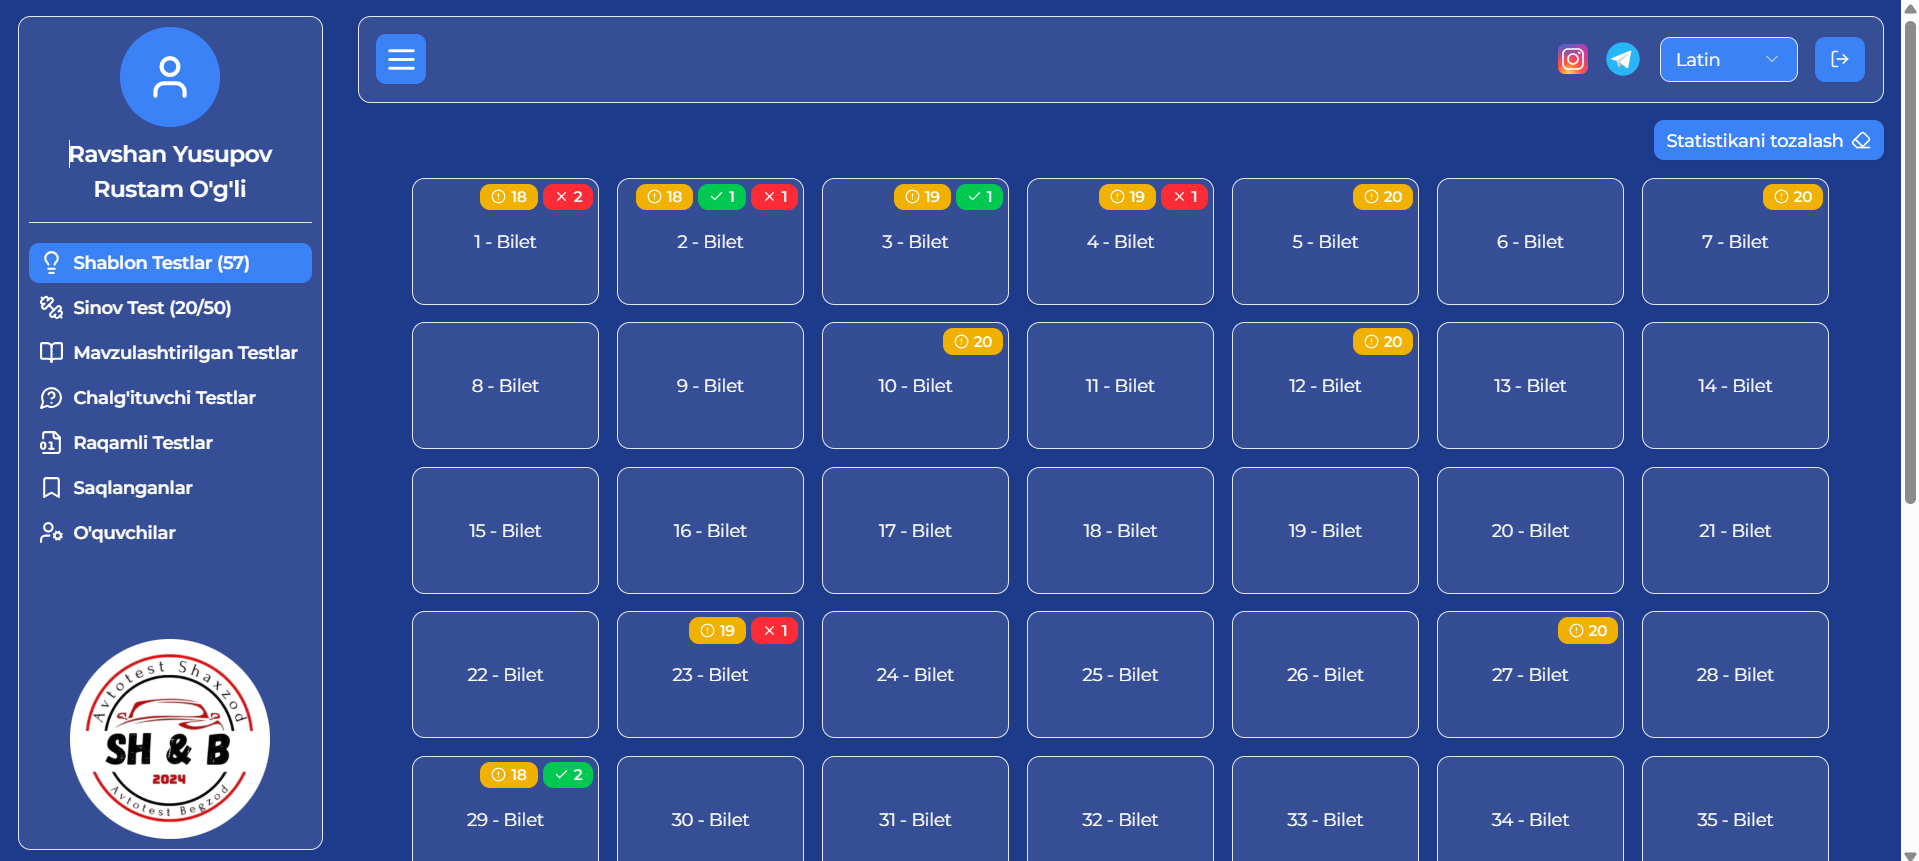 Ravshan Yusupov
Rustam O'g'li
Shablon Testlar (57)
Sinov Test (20/50)
Mavzulashtirilgan Testlar
Chalg'ituvchi Testlar
Raqamli Testlar
Saqlanganlar
O'quvchilar
Avtotest Shaxzod
SH & B
2024
Avtotest Begzod
Latin
Statistikani tozalash
18 2
1 - Bilet
18 1 1
2 - Bilet
19 1
3 - Bilet
19 1
4 - Bilet
20
5 - Bilet
6 - Bilet
20
7 - Bilet
8 - Bilet
9 - Bilet
20
10 - Bilet
11 - Bilet
20
12 - Bilet
13 - Bilet
14 - Bilet
15 - Bilet
16 - Bilet
17 - Bilet
18 - Bilet
19 - Bilet
20 - Bilet
21 - Bilet
22 - Bilet
19 1
23 - Bilet
24 - Bilet
25 - Bilet
26 - Bilet
20
27 - Bilet
28 - Bilet
18 2
29 - Bilet
30 - Bilet
31 - Bilet
32 - Bilet
33 - Bilet
34 - Bilet
35 - Bilet